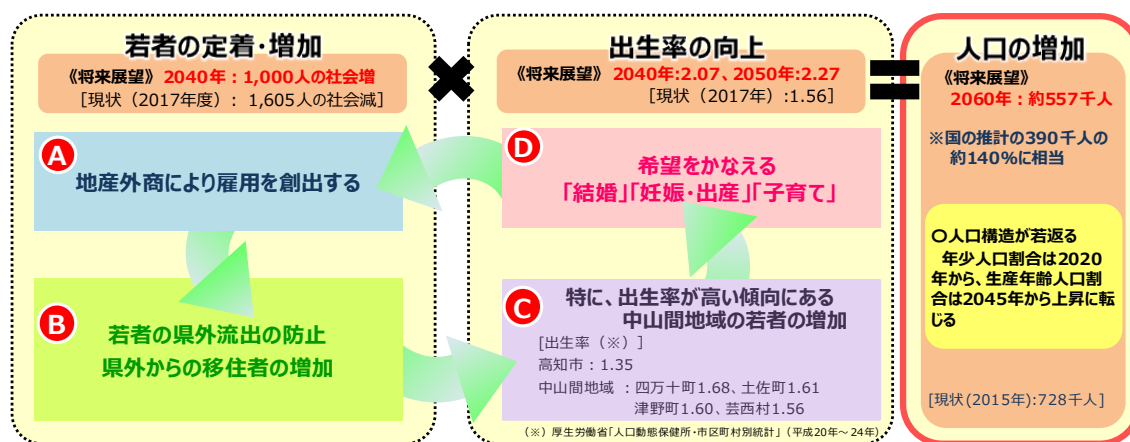 若者の定着・増加
《将来展望》 2040年：1,000人の社会増
[現状（2017年度）： 1,605人の社会減]
A
地産外商により雇用を創出する
B
若者の県外流出の防止
県外からの移住者の増加
✖
出生率の向上
《将来展望》 2040年:2.07、2050年:2.27
[現状（2017年）:1.56]
D
希望をかなえる
「結婚」「妊娠・出産」「子育て」
C
特に、出生率が高い傾向にある
中山間地域の若者の増加
[出生率（※）]
高知市：1.35
中山間地域 ：四万十町1.68、土佐町1.61
津野町1.60、芸西村1.56
（※）厚生労働省「人口動態保健所・市区町村別統計」（平成20年～24年）
＝
人口の増加
《将来展望》
2060年：約557千人
※国の推計の390千人の
約140%に相当
〇人口構造が若返る
年少人口割合は2020
年から、生産年齢人口割
合は2045年から上昇に転
じる
[現状(2015年):728千人]